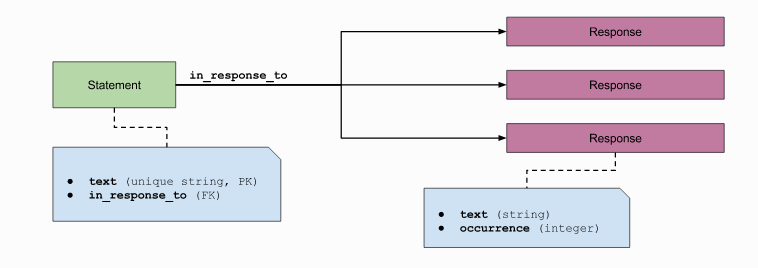 Response
in_response_to
Statement
Response
Response
● text (unique string, PK)
● in_response_to (FK)
● text (string)
● occurrence (integer)